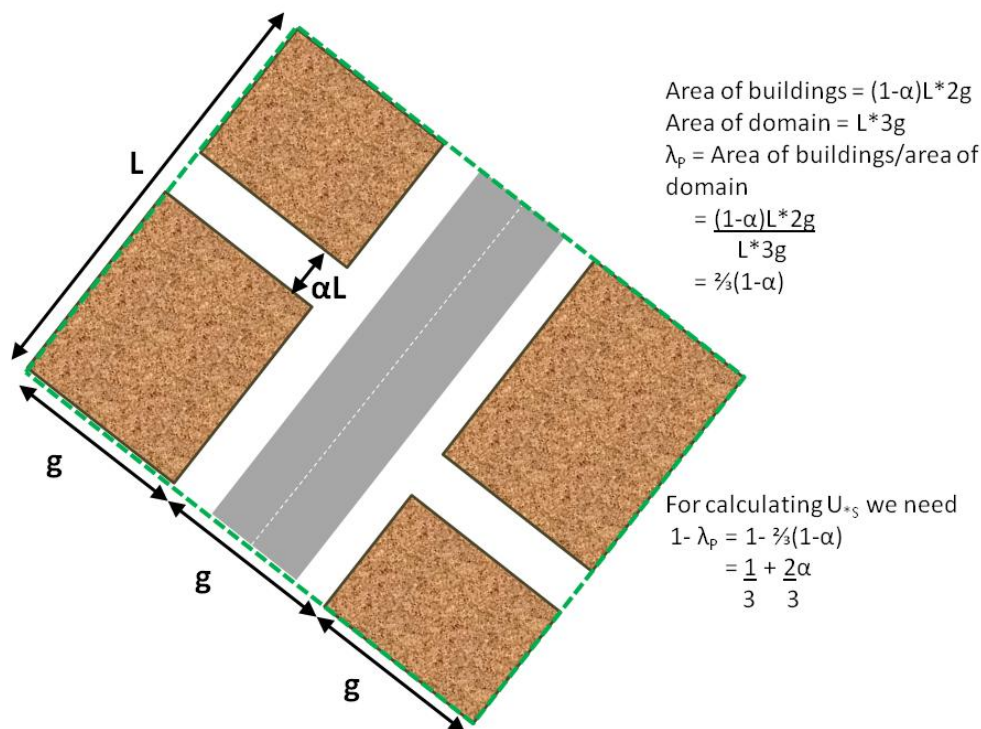 Area of buildings = (1-α)L*2g
Area of domain = L*3g
λₚ = Area of buildings/area of
domain
= (1-α)L*2g
L*3g
= ⅔(1-α)
L
αL
g
g
g
For calculating U*ₛ we need
1- λₚ = 1- ⅔(1-α)
= 1 + 2α
3 3